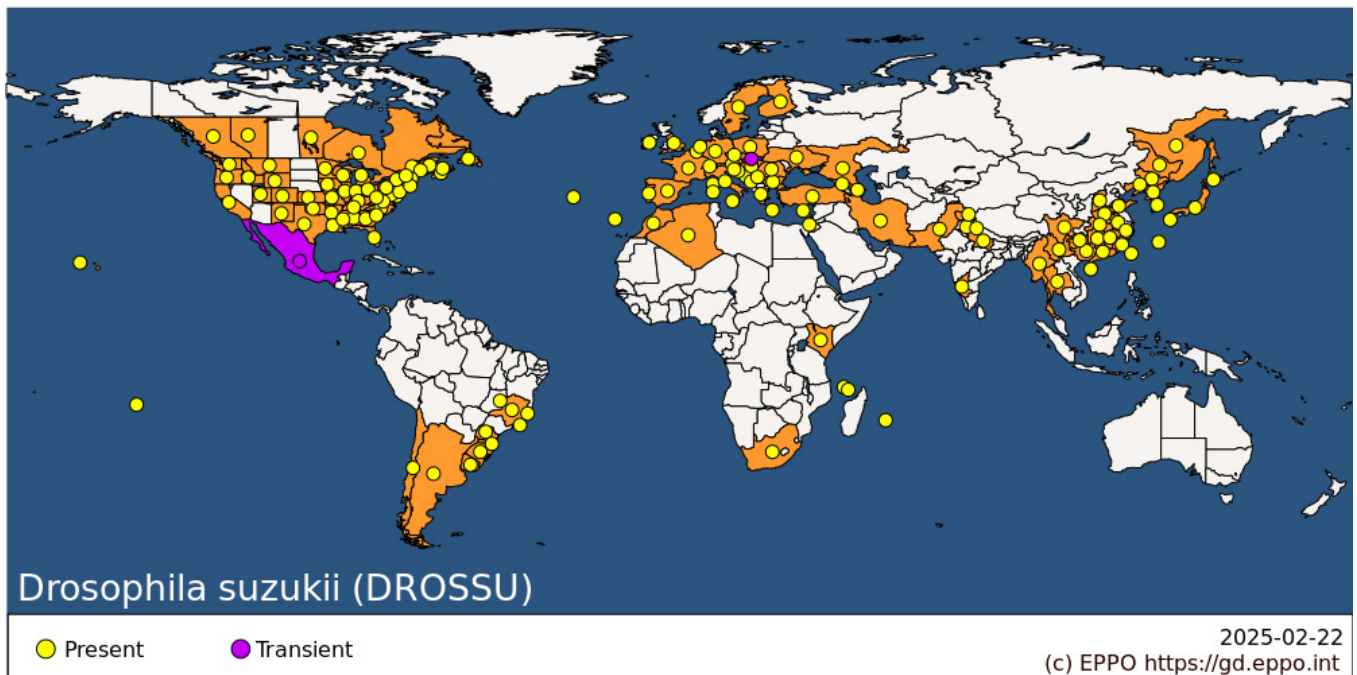 Drosophila suzukii (DROSSU)
Present
Transient
2025-02-22
(c) EPPO https://gd.eppo.int